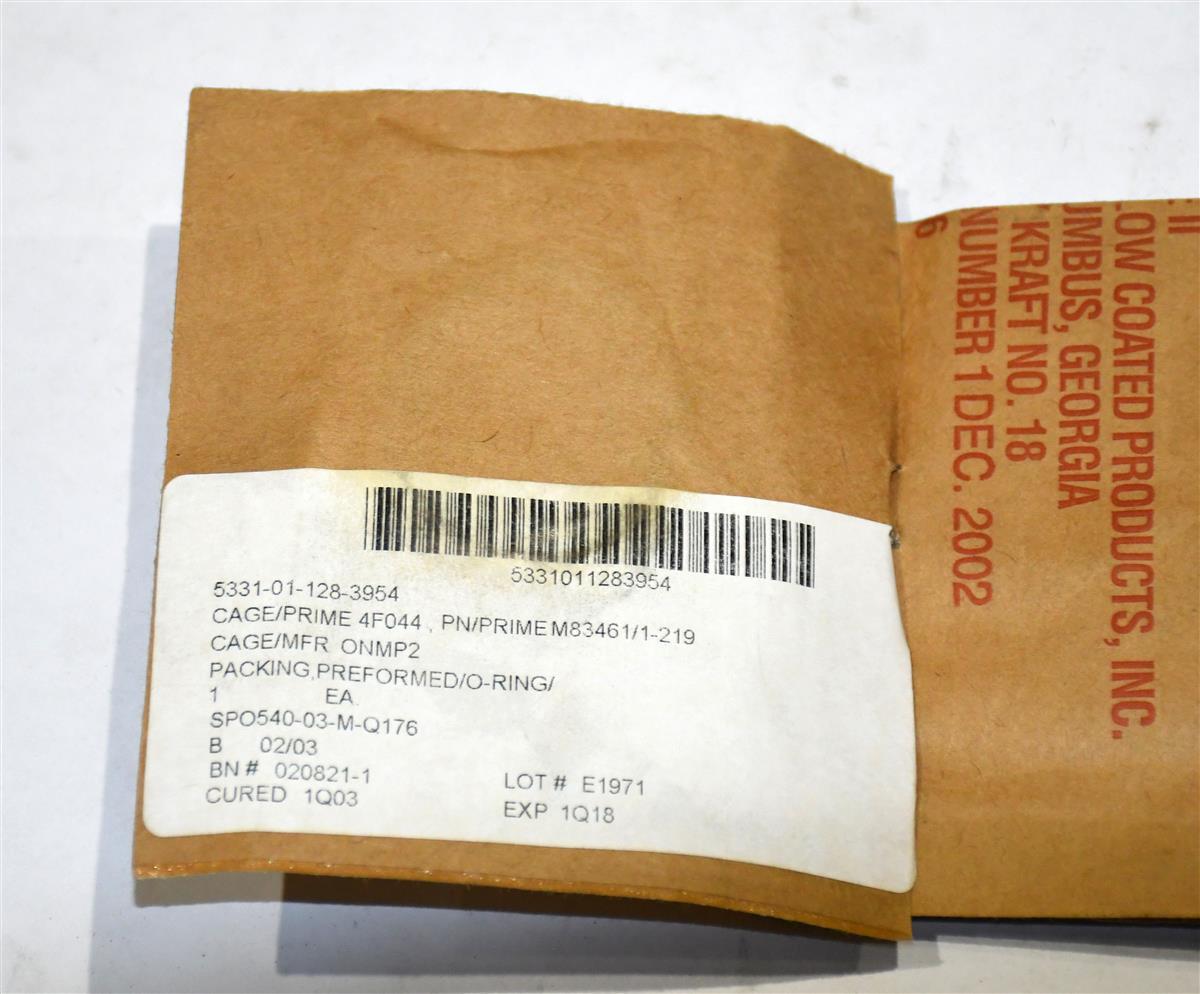 5331011283954
5331-01-128-3954
CAGE/PRIME 4F044 , PN/PRIME M83461/1-219
CAGE/MFR ONMP2
PACKING,PREFORMED/O-RING/
1 EA.
SPO540-03-M-Q176
B 02/03
BN # 020821-1 LOT # E1971
CURED 1Q03 EXP 1Q18
LOW COATED PRODUCTS, INC.
UMBUS, GEORGIA
KRAFT NO. 18
NUMBER 1 DEC. 2002
6